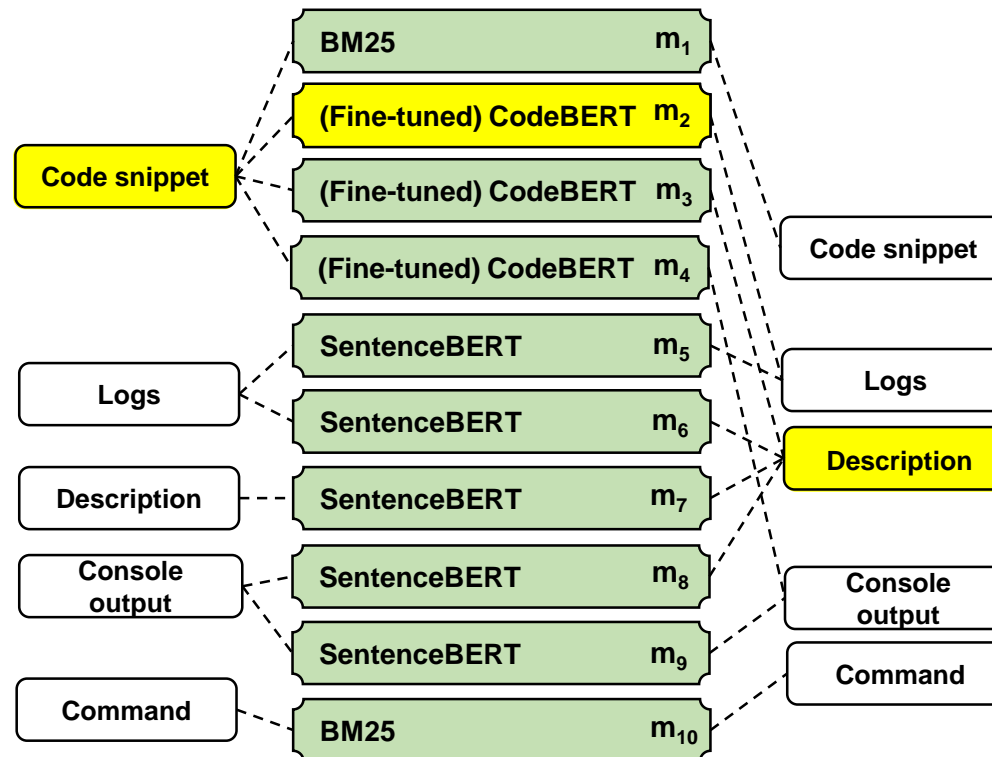 BM25 m1
(Fine-tuned) CodeBERT m2
(Fine-tuned) CodeBERT m3
(Fine-tuned) CodeBERT m4
SentenceBERT m5
SentenceBERT m6
SentenceBERT m7
SentenceBERT m8
SentenceBERT m9
BM25 m10
Code snippet
Logs
Description
Console
output
Command
Code snippet
Logs
Description
Console
output
Command